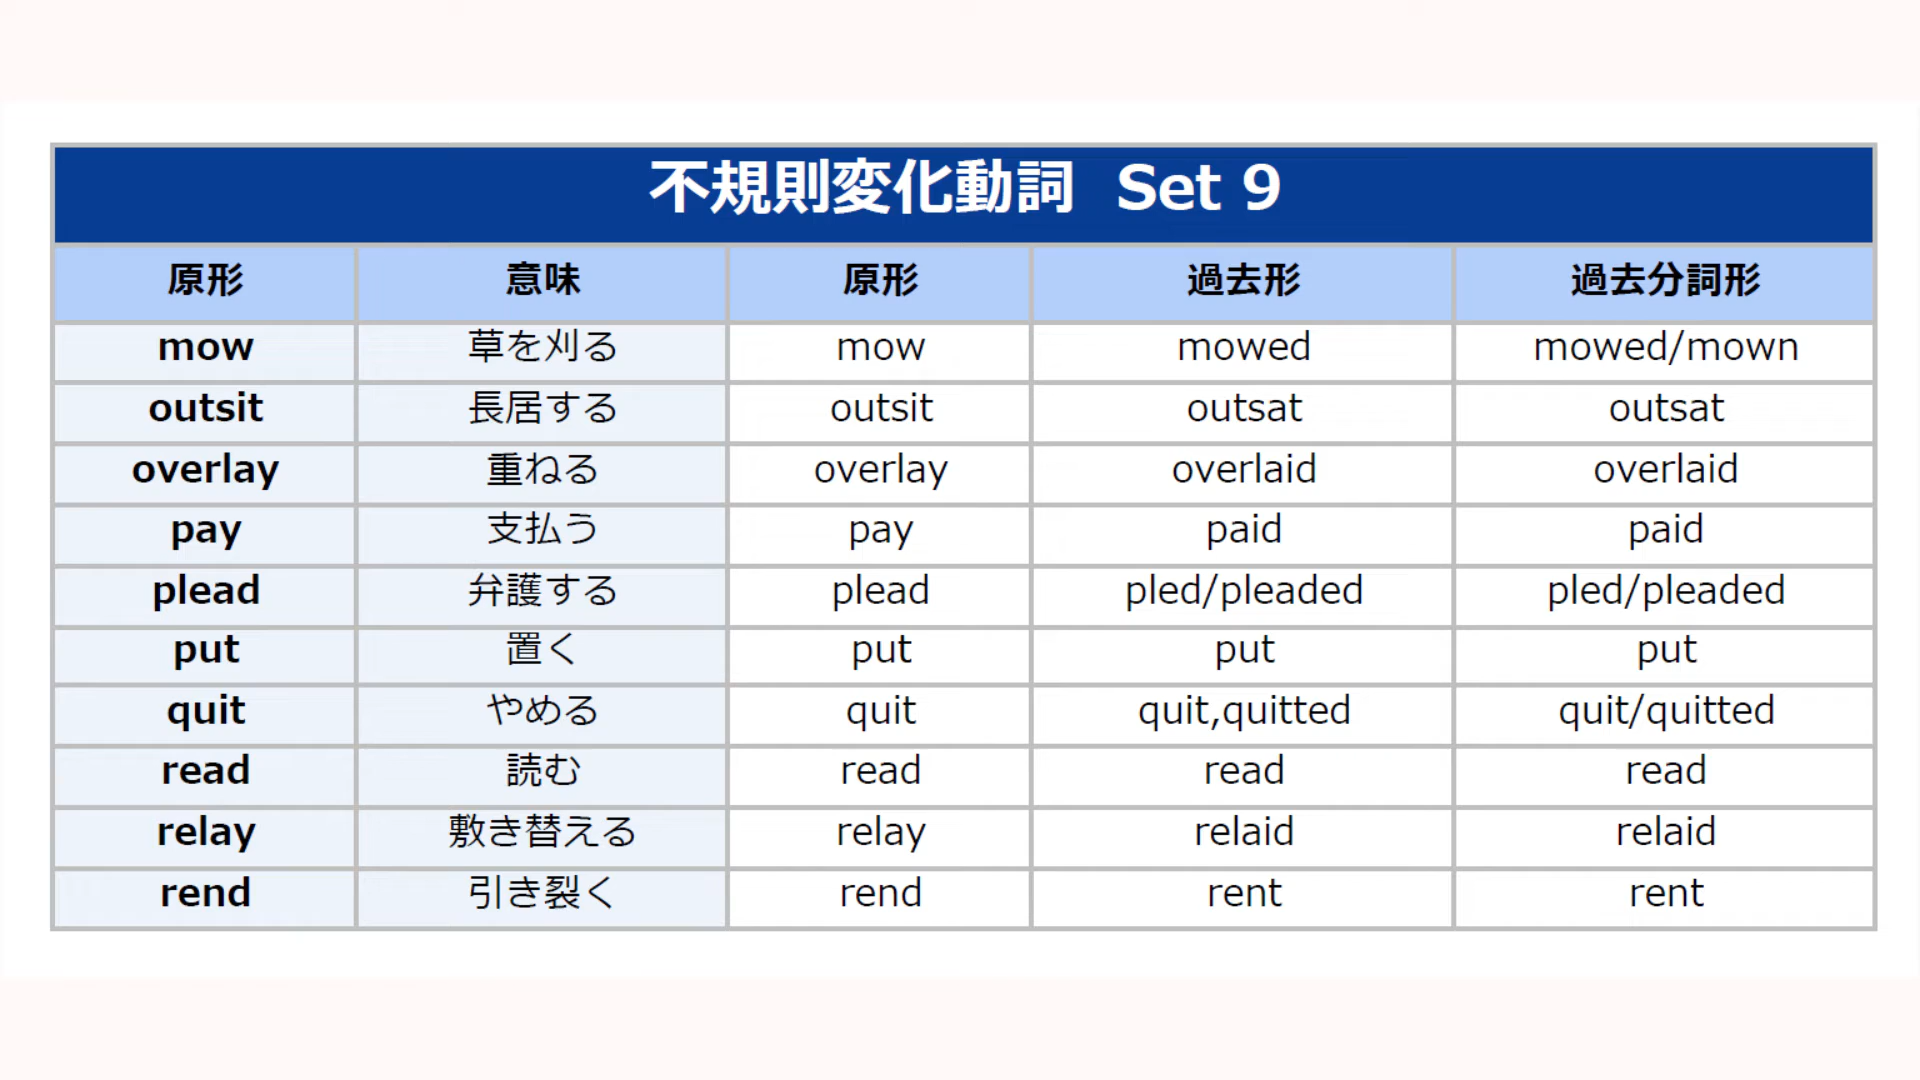 不規則変化動詞 Set 9
原形 意味 原形 過去形 過去分詞形
mow 草を刈る mow mowed mowed/mown
outsit 長居する outsit outsat outsat
overlay 重ねる overlay overlaid overlaid
pay 支払う pay paid paid
plead 弁護する plead pled/pleaded pled/pleaded
put 置く put put put
quit やめる quit quit,quitted quit/quitted
read 読む read read read
relay 敷き替える relay relaid relaid
rend 引き裂く rend rent rent